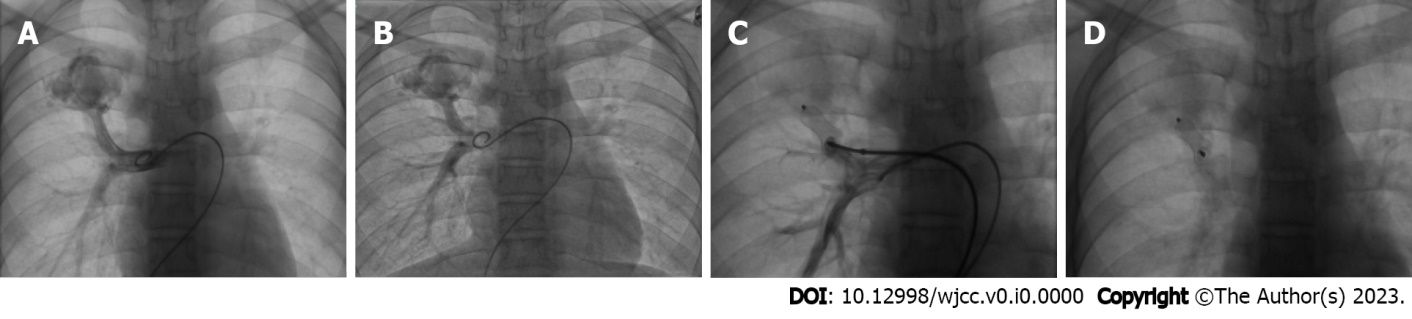 A
B
C
D
DOI: 10.12998/wjcc.v0.i0.0000 Copyright ©The Author(s) 2023.